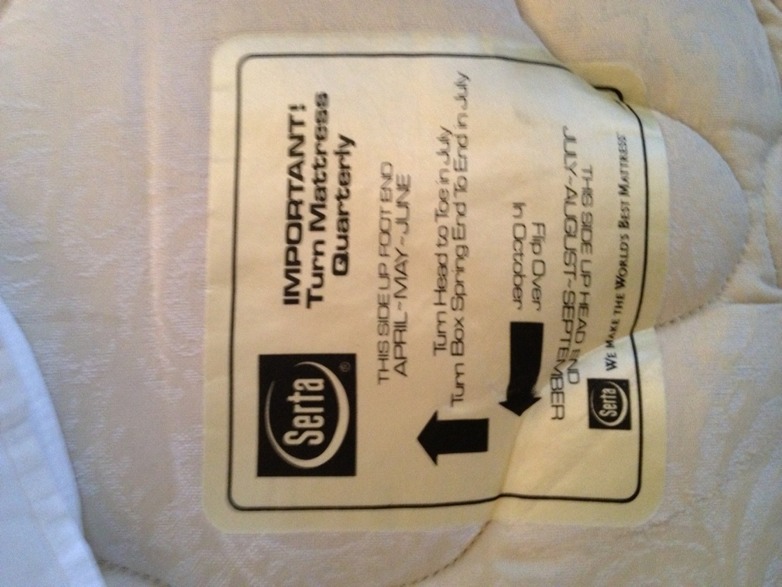 Serta®
IMPORTANT!
Turn Mattress
Quarterly
THIS SIDE UP FOOT END
APRIL-MAY-JUNE
Turn Head to Toe in July
Turn Box Spring End To End in July
Flip Over
In October
THIS SIDE UP HEAD END
JULY-AUGUST-SEPTEMBER
Serta
WE MAKE THE WORLD'S BEST MATTRESS™